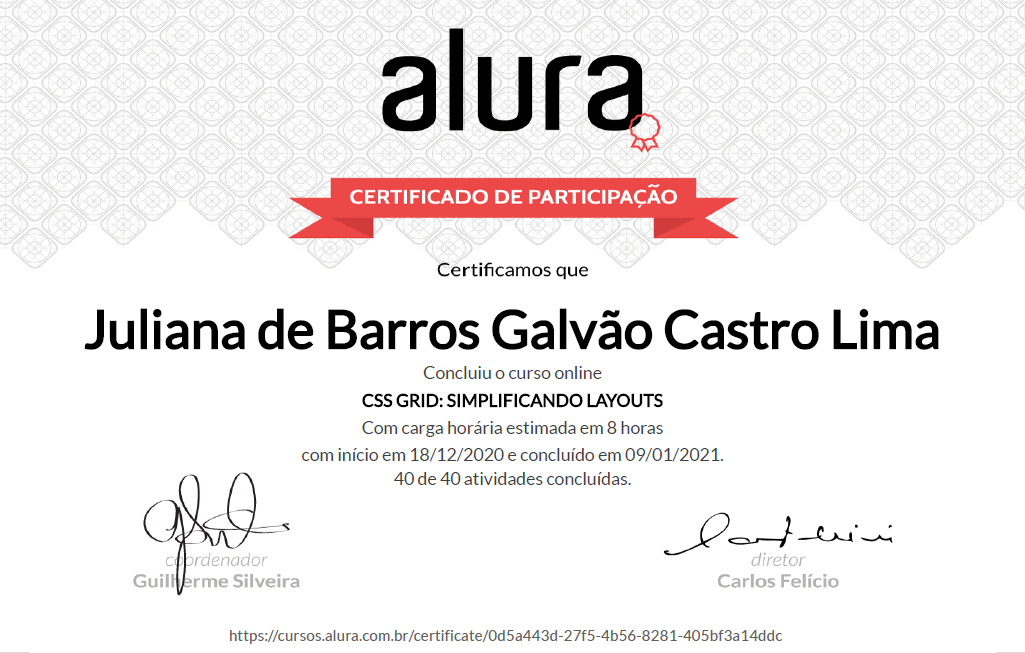 alura
CERTIFICADO DE PARTICIPAÇÃO
Certificamos que
Juliana de Barros Galvão Castro Lima
Concluiu o curso online
CSS GRID: SIMPLIFICANDO LAYOUTS
Com carga horária estimada em 8 horas
com início em 18/12/2020 e concluído em 09/01/2021.
40 de 40 atividades concluídas.
coordenador
Guilherme Silveira
diretor
Carlos Felício
https://cursos.alura.com.br/certificate/0d5a443d-27f5-4b56-8281-405bf3a14ddc